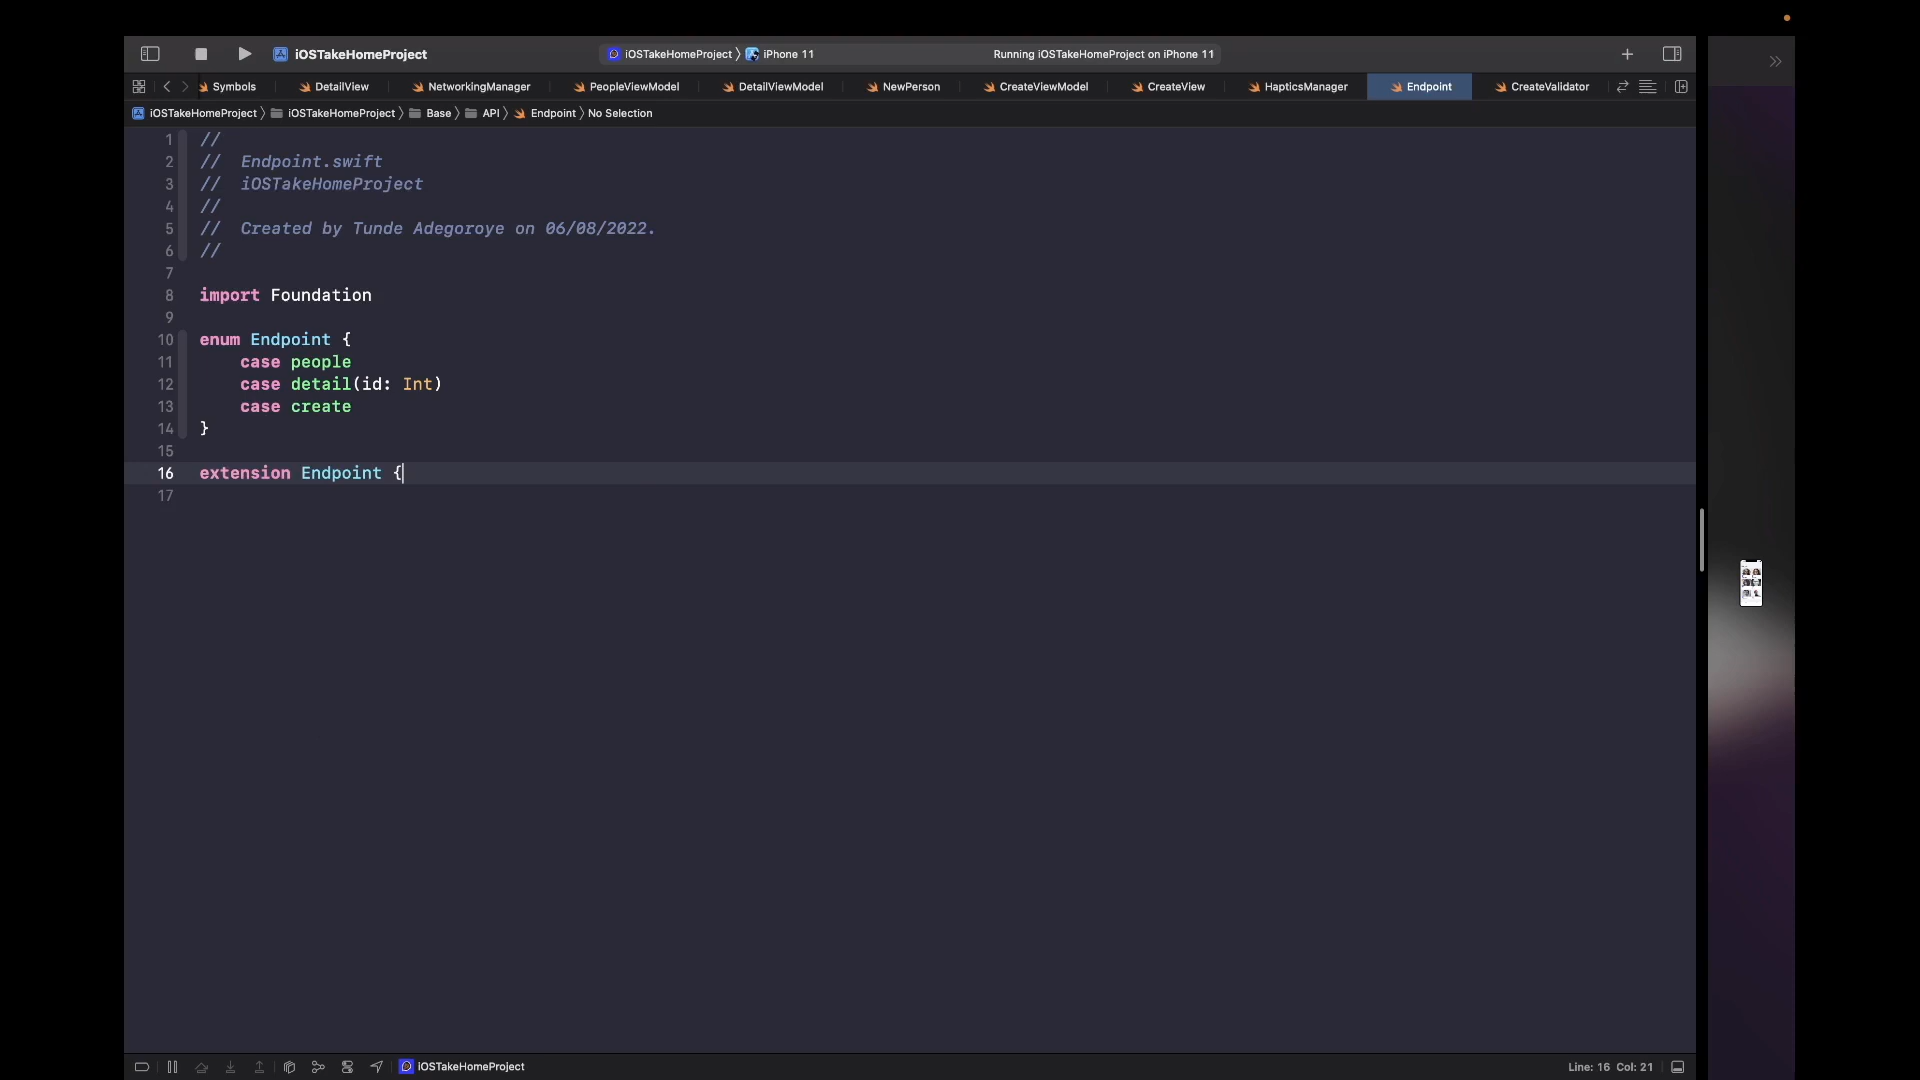 iOSTakeHomeProject
iOSTakeHomeProject 〉 iPhone 11
Running iOSTakeHomeProject on iPhone 11
Symbols
DetailView
NetworkingManager
PeopleViewModel
DetailViewModel
NewPerson
CreateViewModel
CreateView
HapticsManager
Endpoint
CreateValidator
iOSTakeHomeProject 〉 iOSTakeHomeProject 〉 Base 〉 API 〉 Endpoint 〉 No Selection
1 //
2 //  Endpoint.swift
3 //  iOSTakeHomeProject
4 //
5 //  Created by Tunde Adegoroye on 06/08/2022.
6 //
7
8 import Foundation
9
10 enum Endpoint {
11     case people
12     case detail(id: Int)
13     case create
14 }
15
16 extension Endpoint {
17
iOSTakeHomeProject
Line: 16 Col: 21